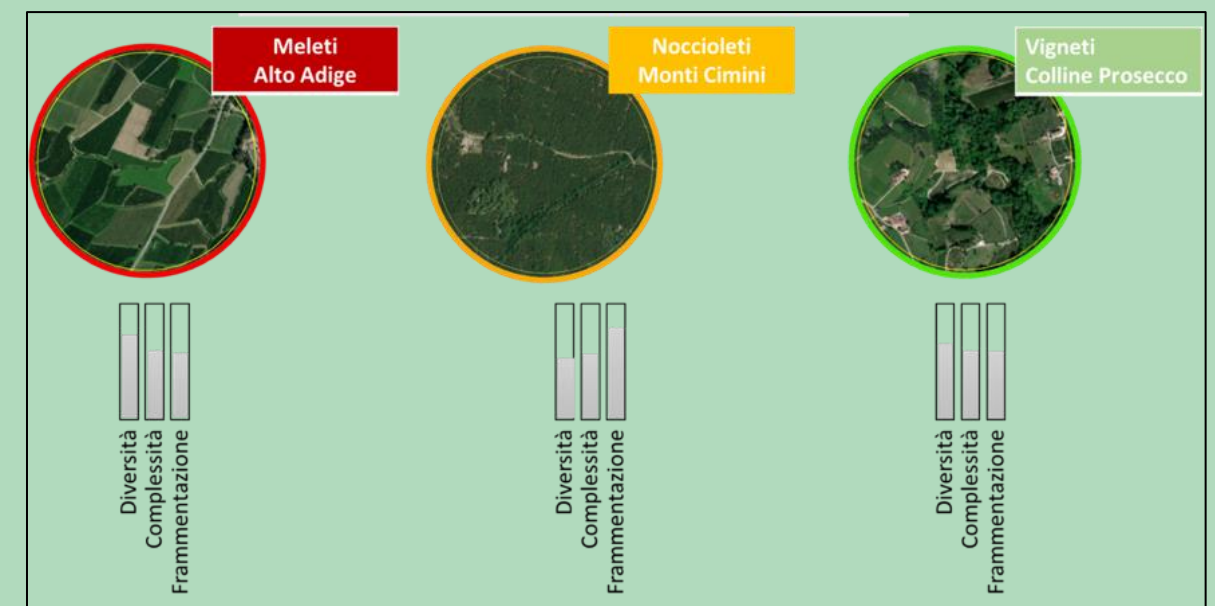 Meleti
Alto Adige
Noccioleti
Monti Cimini
Vigneti
Colline Prosecco
Diversità
Complessità
Frammentazione
Diversità
Complessità
Frammentazione
Diversità
Complessità
Frammentazione